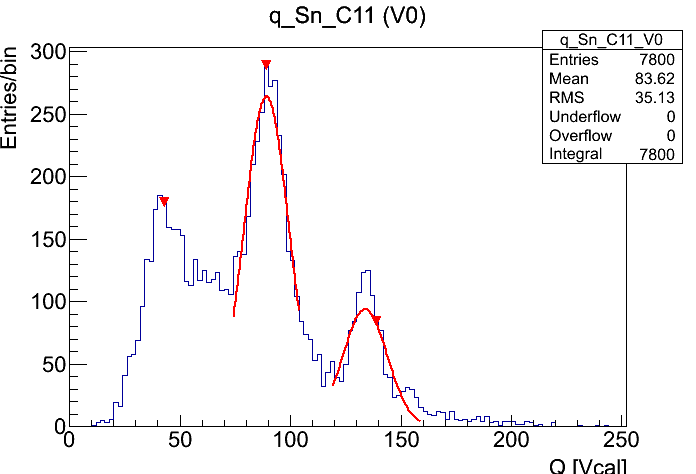 q_Sn_C11 (V0)
q_Sn_C11_V0
Entries 7800
Mean 83.62
RMS 35.13
Underflow 0
Overflow 0
Integral 7800
Entries/bin
300
250
200
150
100
50
0
0 50 100 150 200 250
Q [Vcal]